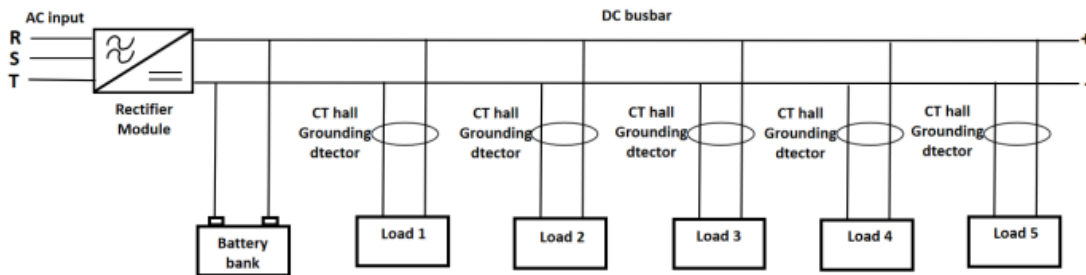 AC input
DC busbar
R
S
T
+
-
Rectifier
Module
CT hall
Grounding
dtector
CT hall
Grounding
dtector
CT hall
Grounding
dtector
CT hall
Grounding
dtector
CT hall
Grounding
dtector
Battery
bank
Load 1
Load 2
Load 3
Load 4
Load 5